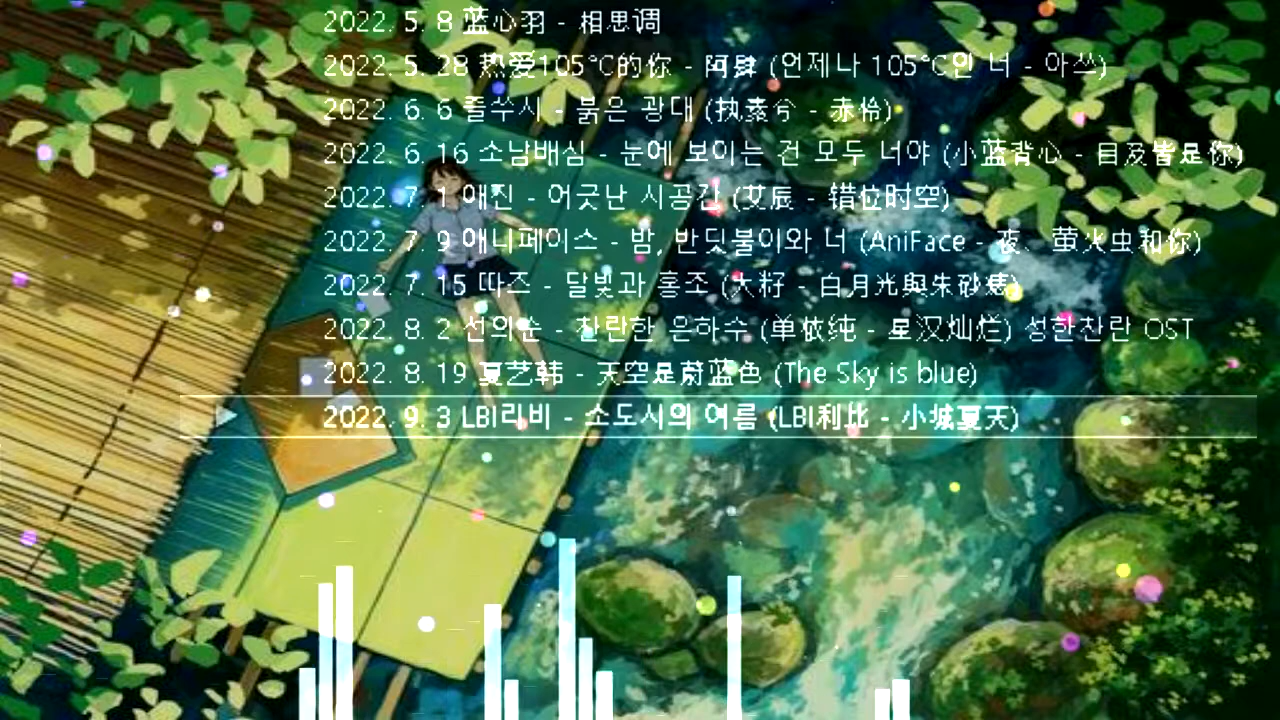 2022. 5. 8 蓝心羽 - 相思调
2022. 5. 28 热爱105°C的你 - 阿肆 (언제나 105°C인 너 - 아쓰)
2022. 6. 6 즐쑤시 - 붉은 광대 (执素兮 - 赤伶)
2022. 6. 16 소남배심 - 눈에 보이는 건 모두 너야 (小蓝背心 - 目及皆是你)
2022. 7. 1 애진 - 어긋난 시공간 (艾辰 - 错位时空)
2022. 7. 9 애니페이스 - 밤, 반딧불이와 너 (AniFace - 夜、萤火虫和你)
2022. 7. 15 따즈 - 달빛과 홍조 (大籽 - 白月光與朱砂痣)
2022. 8. 2 선의순 - 찬란한 은하수 (单依纯 - 星汉灿烂) 성한찬란 OST
2022. 8. 19 夏艺韩 - 天空是蔚蓝色 (The Sky is blue)
2022. 9. 3 LBI리비 - 소도시의 여름 (LBI利比 - 小城夏天)